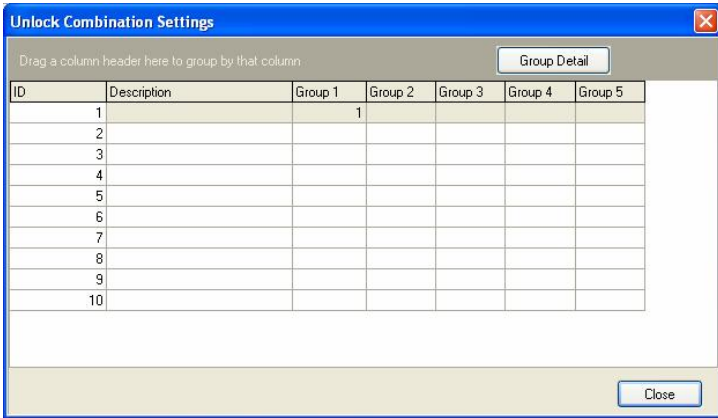 Unlock Combination Settings
Drag a column header here to group by that column Group Detail
ID Description Group 1 Group 2 Group 3 Group 4 Group 5
1 1
2
3
4
5
6
7
8
9
10
Close